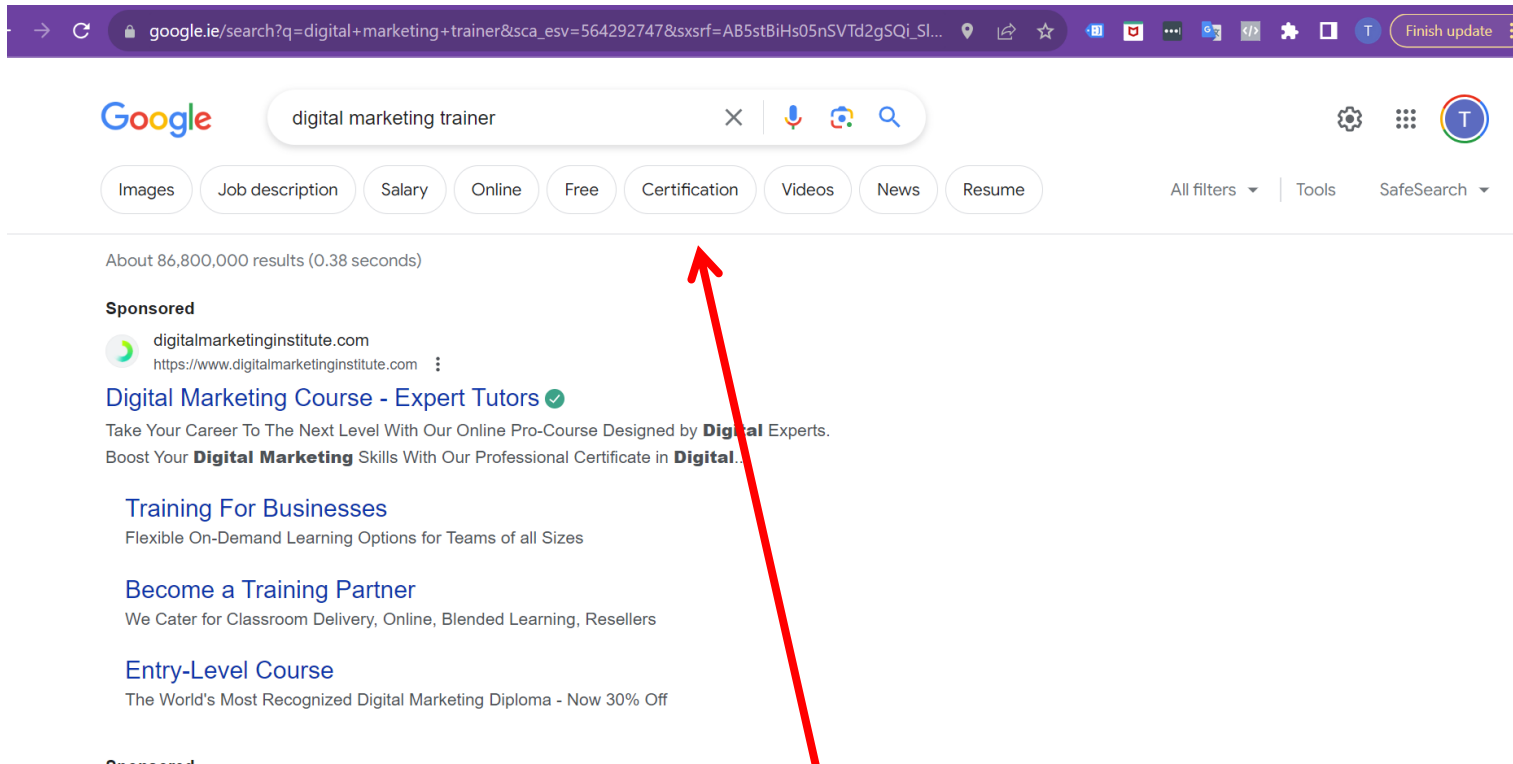 google.ie/search?q=digital+marketing+trainer&sca_esv=564292747&sxsrf=AB5stBiHs05nSVTd2gSQi_Sl...
T
Finish update
Google
digital marketing trainer
T
Images
Job description
Salary
Online
Free
Certification
Videos
News
Resume
All filters
Tools
SafeSearch
About 86,800,000 results (0.38 seconds)
Sponsored
digitalmarketinginstitute.com
https://www.digitalmarketinginstitute.com
Digital Marketing Course - Expert Tutors
Take Your Career To The Next Level With Our Online Pro-Course Designed by Digital Experts.
Boost Your Digital Marketing Skills With Our Professional Certificate in Digital...
Training For Businesses
Flexible On-Demand Learning Options for Teams of all Sizes
Become a Training Partner
We Cater for Classroom Delivery, Online, Blended Learning, Resellers
Entry-Level Course
The World's Most Recognized Digital Marketing Diploma - Now 30% Off
Sponsored